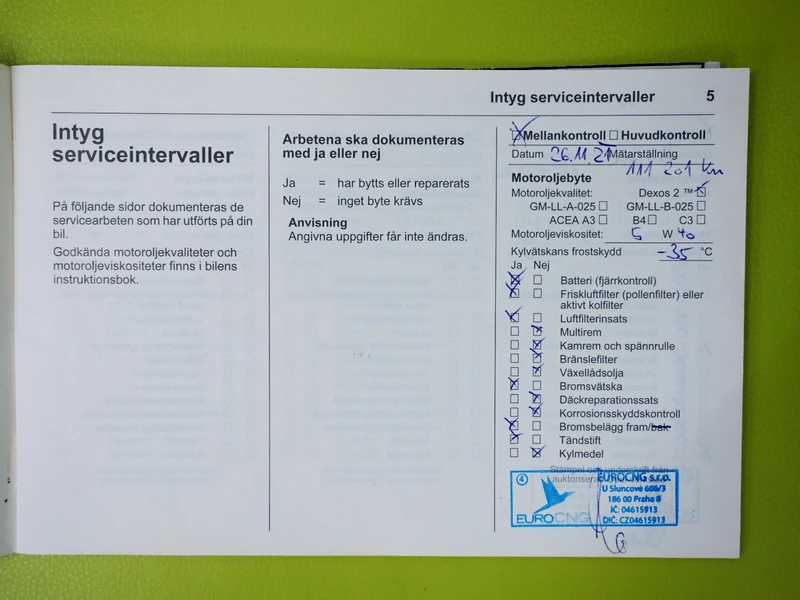 Intyg serviceintervaller 5
Intyg
serviceintervaller
På följande sidor dokumenteras de
servicearbeten som har utförts på din
bil.
Godkända motoroljekvaliteter och
motoroljeviskositeter finns i bilens
instruktionsbok.
Arbetena ska dokumenteras
med ja eller nej
Ja = har bytts eller reparerats
Nej = inget byte krävs
Anvisning
Angivna uppgifter får inte ändras.
Mellankontroll Huvudkontroll
Datum 26.11.21 Mätarställning
111 201 km
Motoroljebyte
Motoroljekvalitet: Dexos 2 ™
GM-LL-A-025 GM-LL-B-025
ACEA A3 B4 C3
Motoroljeviskositet: 5 W 40
Kylvätskans frostskydd -35 °C
Ja Nej
Batteri (fjärrkontroll)
Friskluftfilter (pollenfilter) eller
aktivt kolfilter
Luftfilterinsats
Multirem
Kamrem och spännrulle
Bränslefilter
Växellådsolja
Bromsvätska
Däckreparationssats
Korrosionsskyddskontroll
Bromsbelägg fram/bak
Tändstift
Kylmedel
Stämpel och underskrift från
auktoriserad
4
EUROCNG
EUROCNG s.r.o.
U Sluncové 606/3
186 00 Praha 8
IČ: 04615913
DIČ: CZ04615913